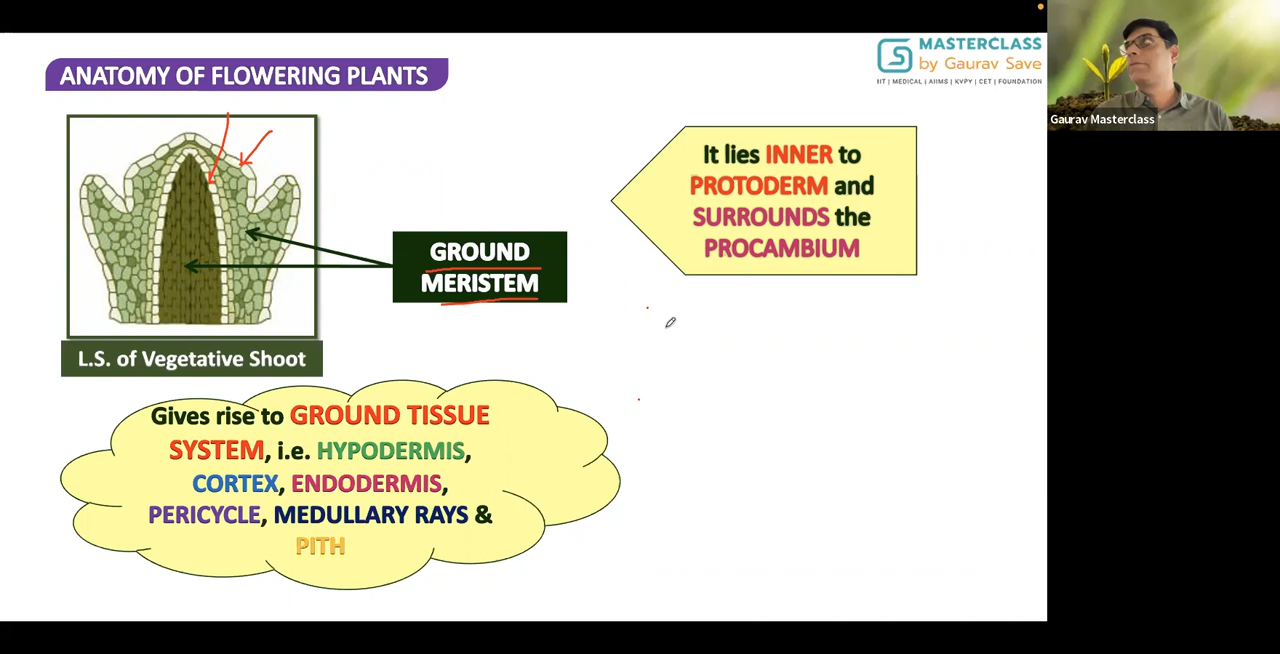 MASTERCLASS
by Gaurav Save
IIT | MEDICAL | AIIMS | KVPY | CET | FOUNDATION
Gaurav Masterclass
ANATOMY OF FLOWERING PLANTS
It lies INNER to
PROTODERM and
SURROUNDS the
PROCAMBIUM
GROUND
MERISTEM
L.S. of Vegetative Shoot
Gives rise to GROUND TISSUE
SYSTEM, i.e. HYPODERMIS,
CORTEX, ENDODERMIS,
PERICYCLE, MEDULLARY RAYS &
PITH